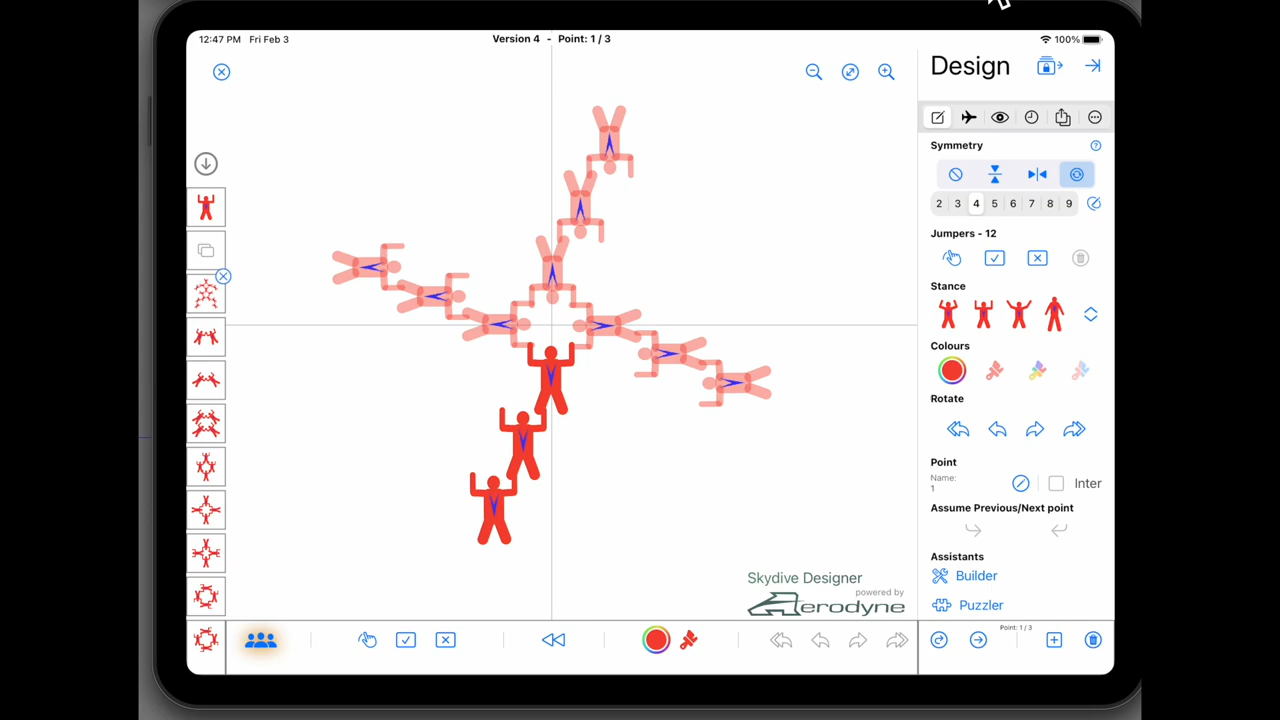 12:47 PM Fri Feb 3
Version 4 - Point: 1 / 3
100%
Design
Symmetry
2 3 4 5 6 7 8 9
Jumpers - 12
Stance
Colours
Rotate
Point
Name:
1
Inter
Assume Previous/Next point
Assistants
Builder
Puzzler
Point: 1 / 3
Skydive Designer
powered by
Aerodyne